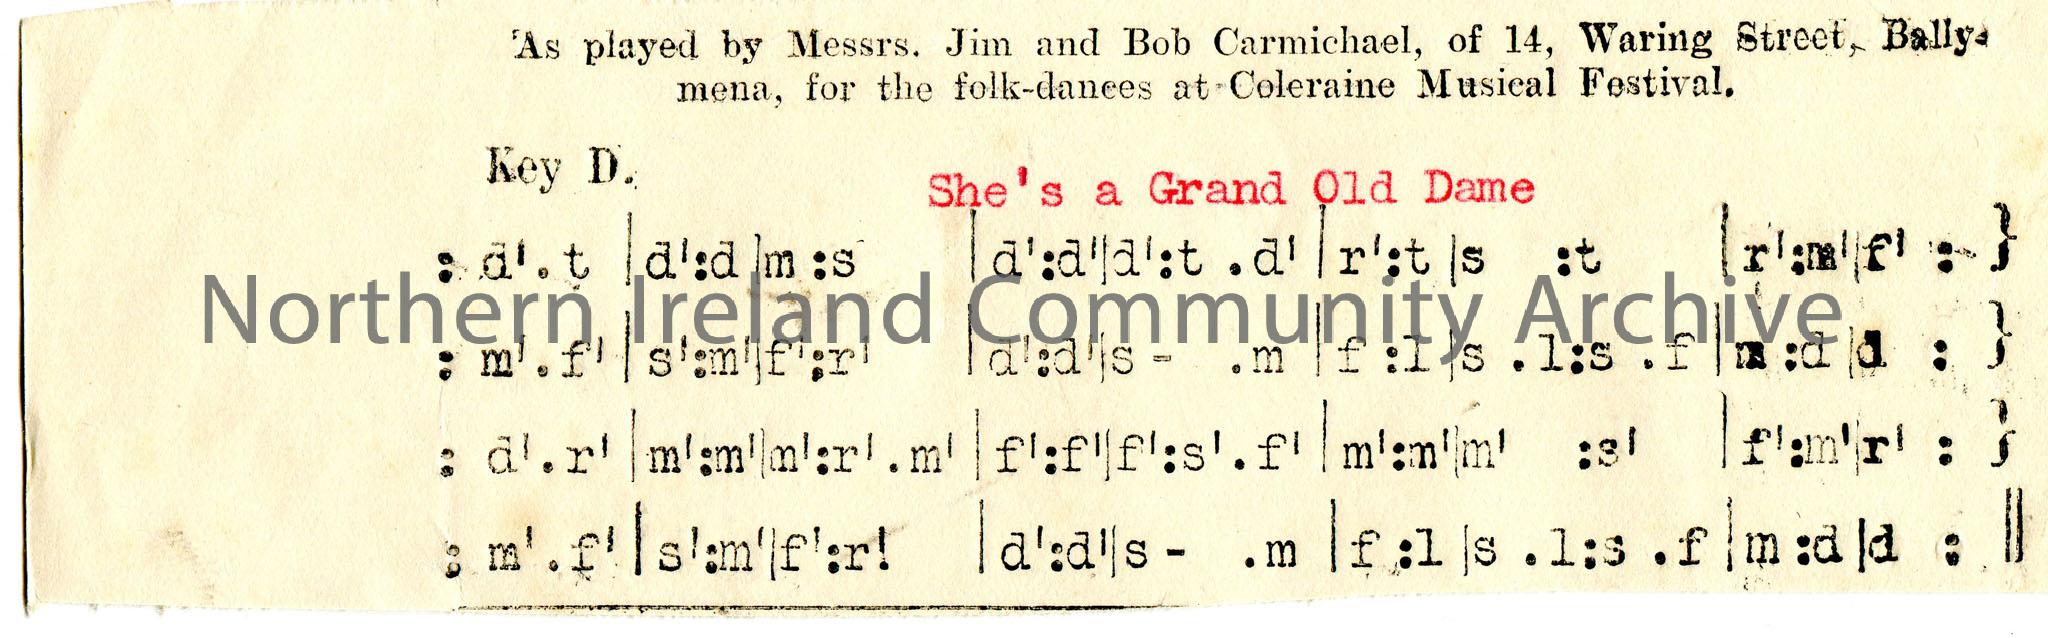 As played by Messrs. Jim and Bob Carmichael, of 14, Waring Street, Bally-
mena, for the folk-dances at Coleraine Musical Festival.
Key D.
She's a Grand Old Dame
: d'.t |d':d|m :s |d':d'|d':t .d' |r':t |s :t |r':m'|f' : }
Northern Ireland Community Archive
: m'.f' |s':m'|f':r' |d':d'|s - .m |f :l |s .l:s .f |m :d |d : }
: d'.r' |m':m'|m':r'.m' |f':f'|f':s'.f' |m':m'|m' :s' |f':m'|r' : }
: m'.f' |s':m'|f':r! |d':d'|s - .m |f :l |s .l:s .f |m :d |d : ||